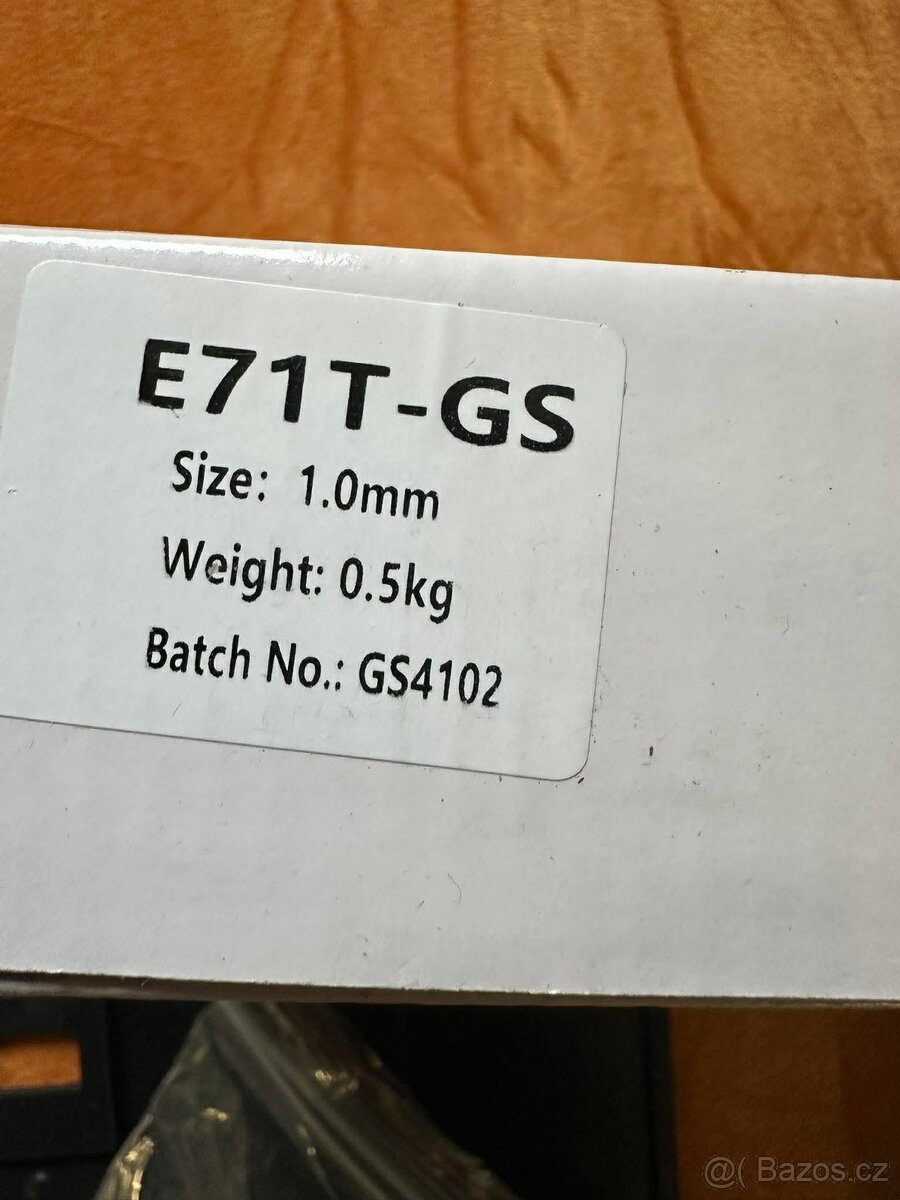 E71T-GS
Size: 1.0mm
Weight: 0.5kg
Batch No.: GS4102
@( Bazos.cz